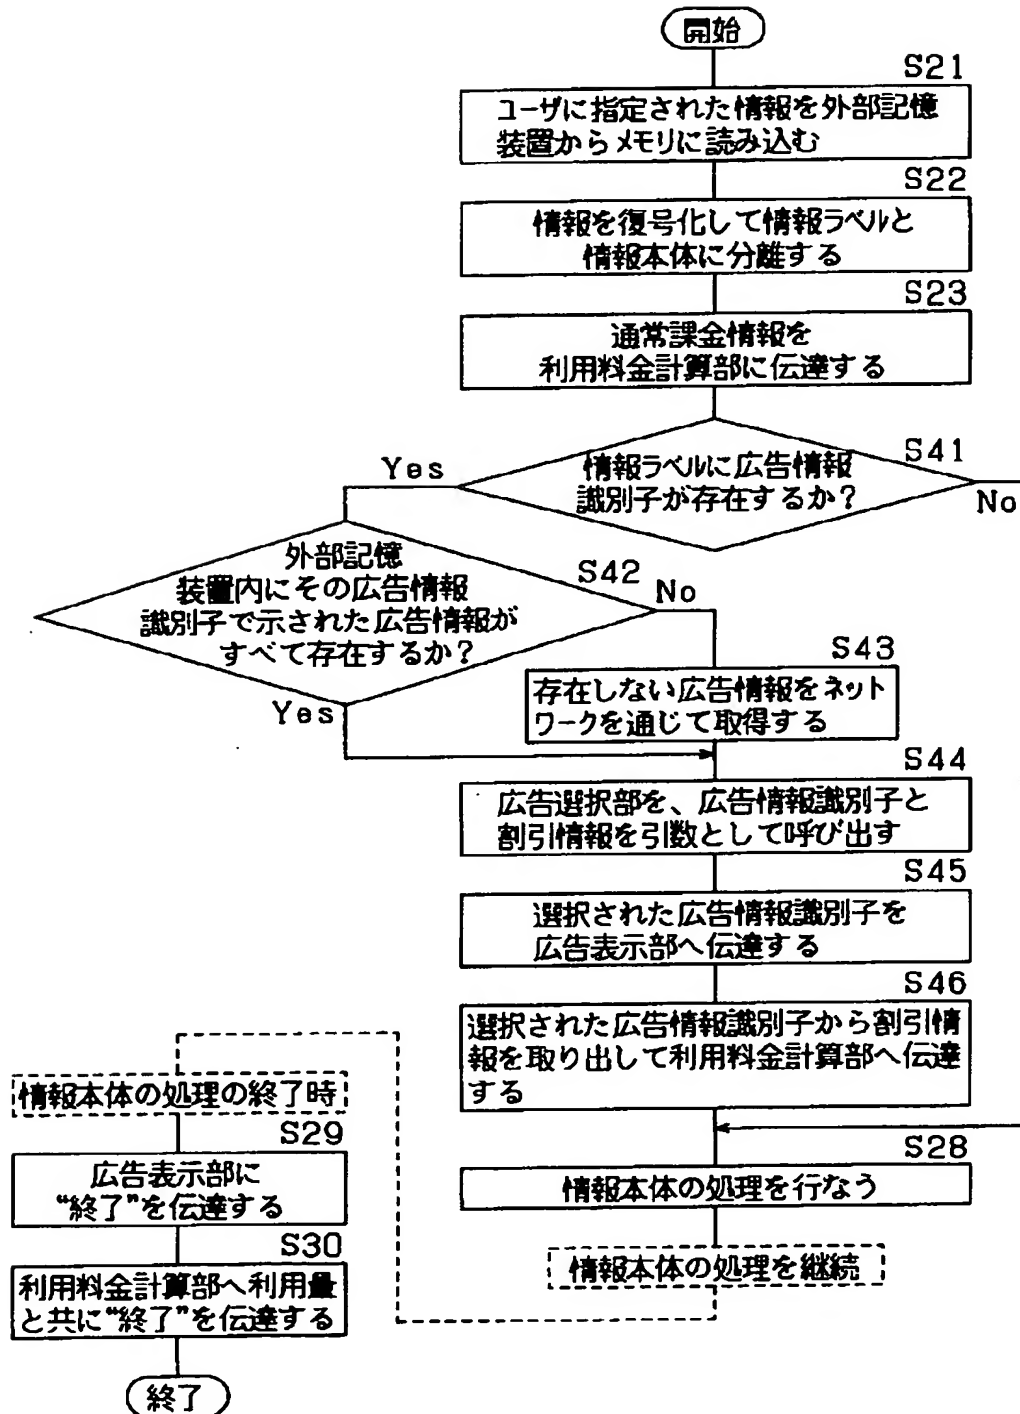 開始
S21
ユーザに指定された情報を外部記憶
装置からメモリに読み込む
S22
情報を復号化して情報ラベルと
情報本体に分離する
S23
通常課金情報を
利用料金計算部に伝達する
S41
情報ラベルに広告情報
識別子が存在するか?
Yes
No
外部記憶
装置内にその広告情報
識別子で示された広告情報が
すべて存在するか?
S42
No
Yes
S43
存在しない広告情報をネット
ワークを通じて取得する
S44
広告選択部を、広告情報識別子と
割引情報を引数として呼び出す
S45
選択された広告情報識別子を
広告表示部へ伝達する
S46
選択された広告情報識別子から割引情
報を取り出して利用料金計算部へ伝達
する
S28
情報本体の処理を行なう
情報本体の処理を継続
情報本体の処理の終了時
S29
広告表示部に
“終了”を伝達する
S30
利用料金計算部へ利用量
と共に“終了”を伝達する
終了